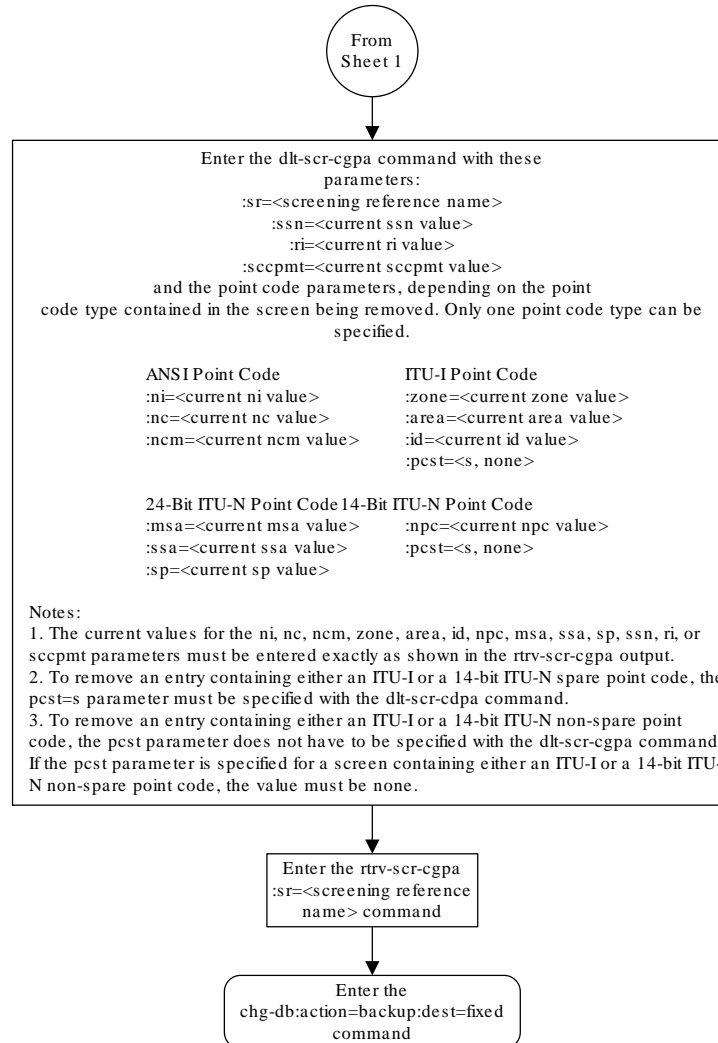 From
Sheet 1
Enter the dlt-scr-cgpa command with these
parameters:
:sr=<screening reference name>
:ssn=<current ssn value>
:ri=<current ri value>
:sccpmt=<current sccpmt value>
and the point code parameters, depending on the point
code type contained in the screen being removed. Only one point code type can be
specified.
ANSI Point Code ITU-I Point Code
:ni=<current ni value> :zone=<current zone value>
:nc=<current nc value> :area=<current area value>
:ncm=<current ncm value> :id=<current id value>
:pcst=<s, none>
24-Bit ITU-N Point Code 14-Bit ITU-N Point Code
:msa=<current msa value> :npc=<current npc value>
:ssa=<current ssa value> :pcst=<s, none>
:sp=<current sp value>
Notes:
1. The current values for the ni, nc, ncm, zone, area, id, npc, msa, ssa, sp, ssn, ri, or
sccpmt parameters must be entered exactly as shown in the rtrv-scr-cgpa output.
2. To remove an entry containing either an ITU-I or a 14-bit ITU-N spare point code, the
pcst=s parameter must be specified with the dlt-scr-cdpa command.
3. To remove an entry containing either an ITU-I or a 14-bit ITU-N non-spare point
code, the pcst parameter does not have to be specified with the dlt-scr-cgpa command
If the pcst parameter is specified for a screen containing either an ITU-I or a 14-bit ITU-
N non-spare point code, the value must be none.
Enter the rtrv-scr-cgpa
:sr=<screening reference
name> command
Enter the
chg-db:action=backup:dest=fixed
command